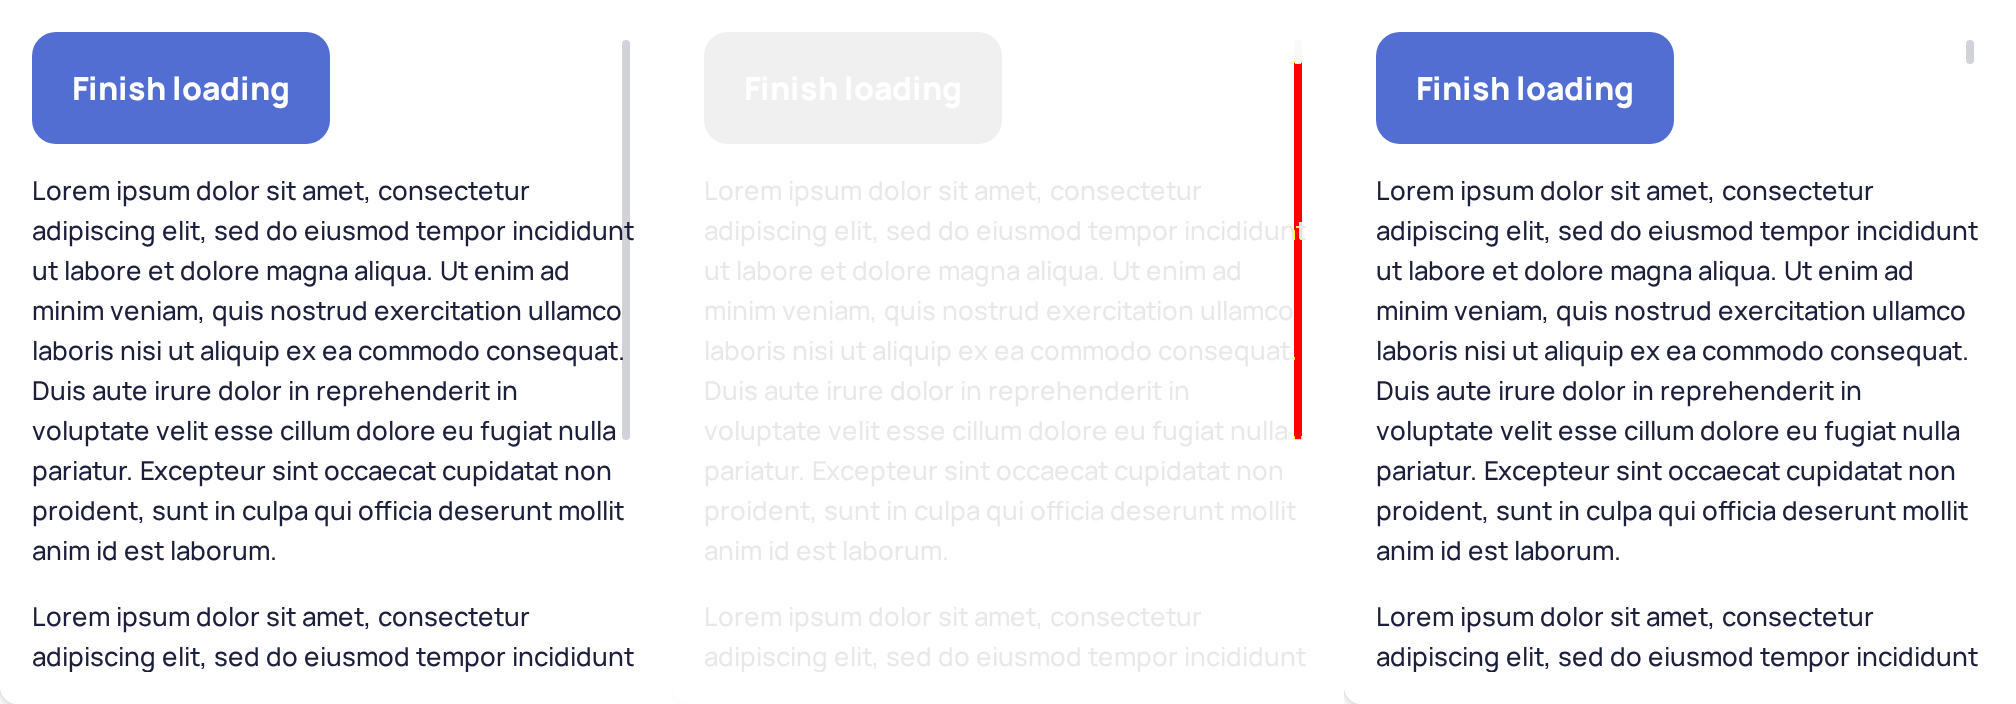 Finish loading
Lorem ipsum dolor sit amet, consectetur
adipiscing elit, sed do eiusmod tempor incididunt
ut labore et dolore magna aliqua. Ut enim ad
minim veniam, quis nostrud exercitation ullamco
laboris nisi ut aliquip ex ea commodo consequat.
Duis aute irure dolor in reprehenderit in
voluptate velit esse cillum dolore eu fugiat nulla
pariatur. Excepteur sint occaecat cupidatat non
proident, sunt in culpa qui officia deserunt mollit
anim id est laborum.
Lorem ipsum dolor sit amet, consectetur
adipiscing elit, sed do eiusmod tempor incididunt
Finish loading
Lorem ipsum dolor sit amet, consectetur
adipiscing elit, sed do eiusmod tempor incididunt
ut labore et dolore magna aliqua. Ut enim ad
minim veniam, quis nostrud exercitation ullamco
laboris nisi ut aliquip ex ea commodo consequat.
Duis aute irure dolor in reprehenderit in
voluptate velit esse cillum dolore eu fugiat nulla
pariatur. Excepteur sint occaecat cupidatat non
proident, sunt in culpa qui officia deserunt mollit
anim id est laborum.
Lorem ipsum dolor sit amet, consectetur
adipiscing elit, sed do eiusmod tempor incididunt
Finish loading
Lorem ipsum dolor sit amet, consectetur
adipiscing elit, sed do eiusmod tempor incididunt
ut labore et dolore magna aliqua. Ut enim ad
minim veniam, quis nostrud exercitation ullamco
laboris nisi ut aliquip ex ea commodo consequat.
Duis aute irure dolor in reprehenderit in
voluptate velit esse cillum dolore eu fugiat nulla
pariatur. Excepteur sint occaecat cupidatat non
proident, sunt in culpa qui officia deserunt mollit
anim id est laborum.
Lorem ipsum dolor sit amet, consectetur
adipiscing elit, sed do eiusmod tempor incididunt